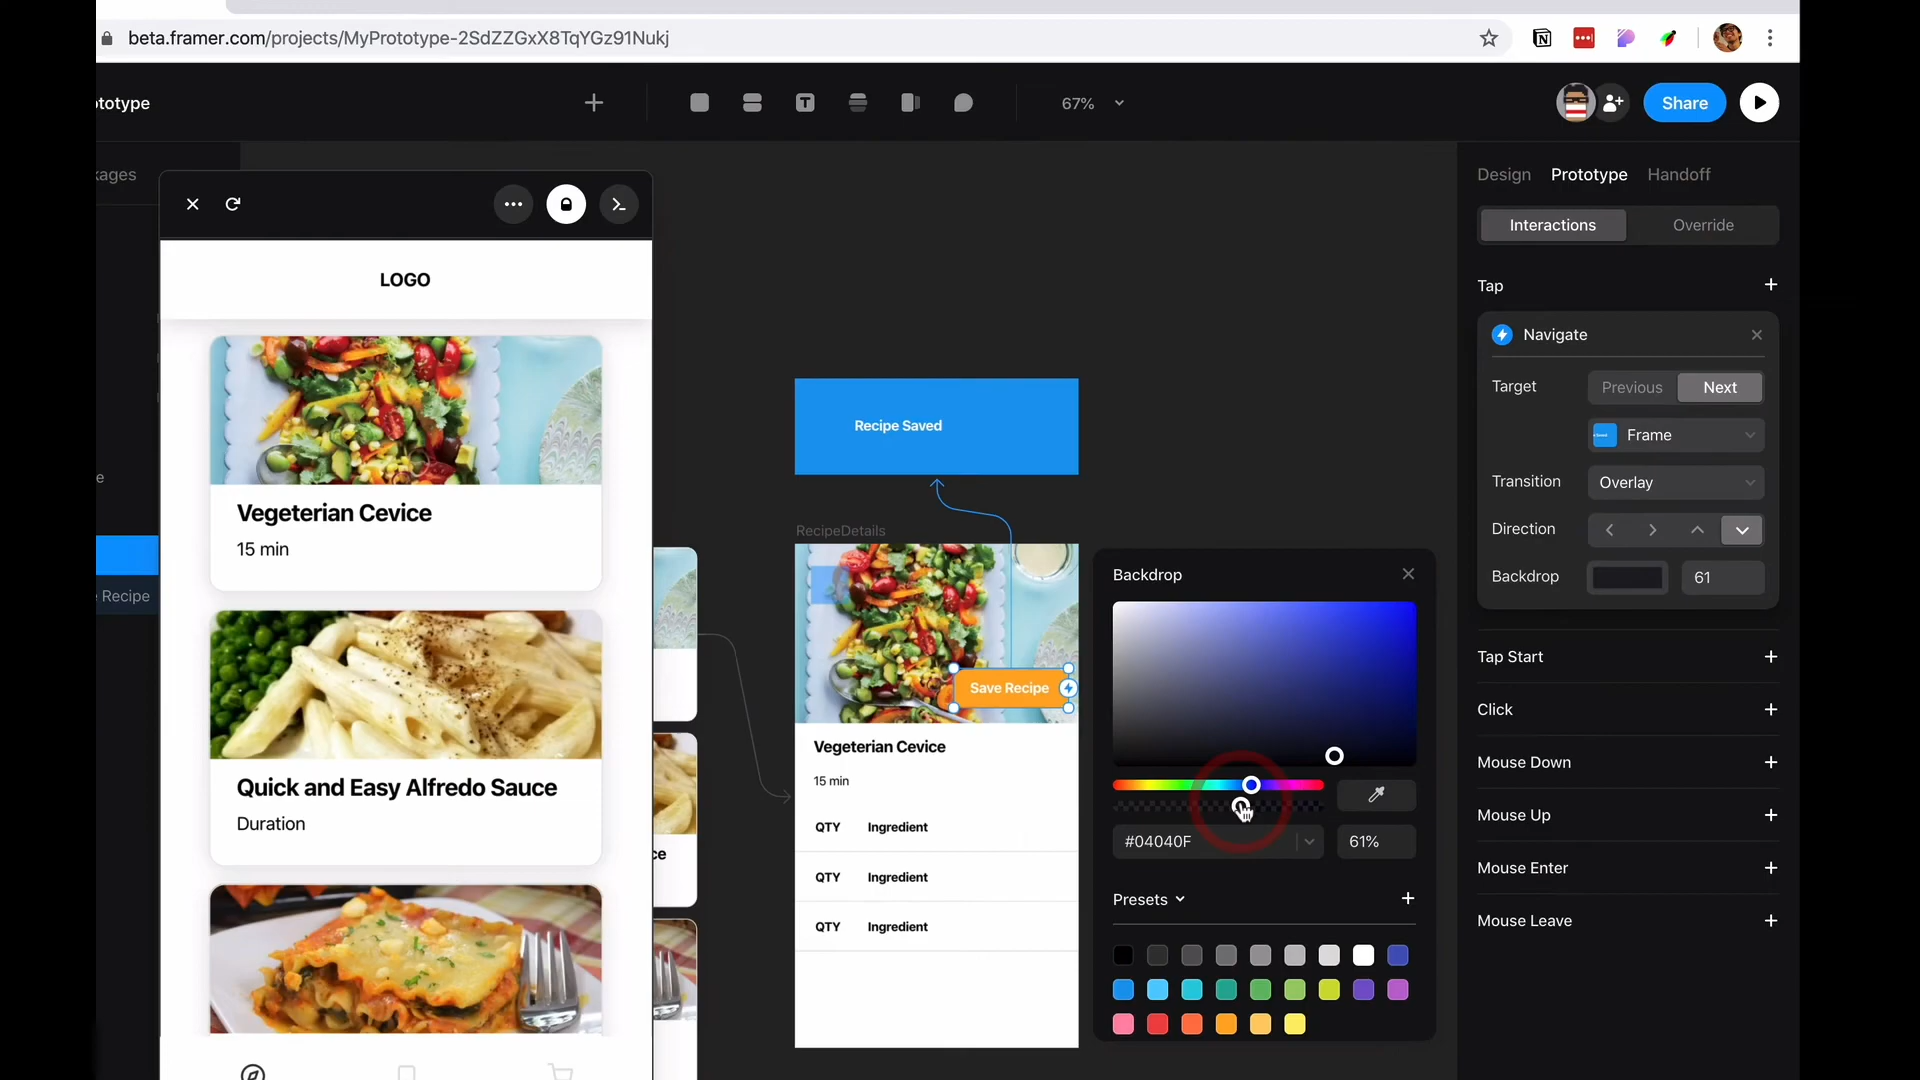 beta.framer.com/projects/MyPrototype-2SdZZGxX8TqYGz91Nukj
ototype
T
67%
Share
kages
Design Prototype Handoff
Interactions Override
LOGO
Tap
Navigate
Target Previous Next
Frame
Transition Overlay
Direction
Backdrop 61
Vegeterian Cevice
15 min
Quick and Easy Alfredo Sauce
Duration
e
e Recipe
ce
Recipe Saved
RecipeDetails
Save Recipe
Vegeterian Cevice
15 min
QTY Ingredient
QTY Ingredient
QTY Ingredient
Backdrop
#04040F 61%
Presets
Tap Start
Click
Mouse Down
Mouse Up
Mouse Enter
Mouse Leave